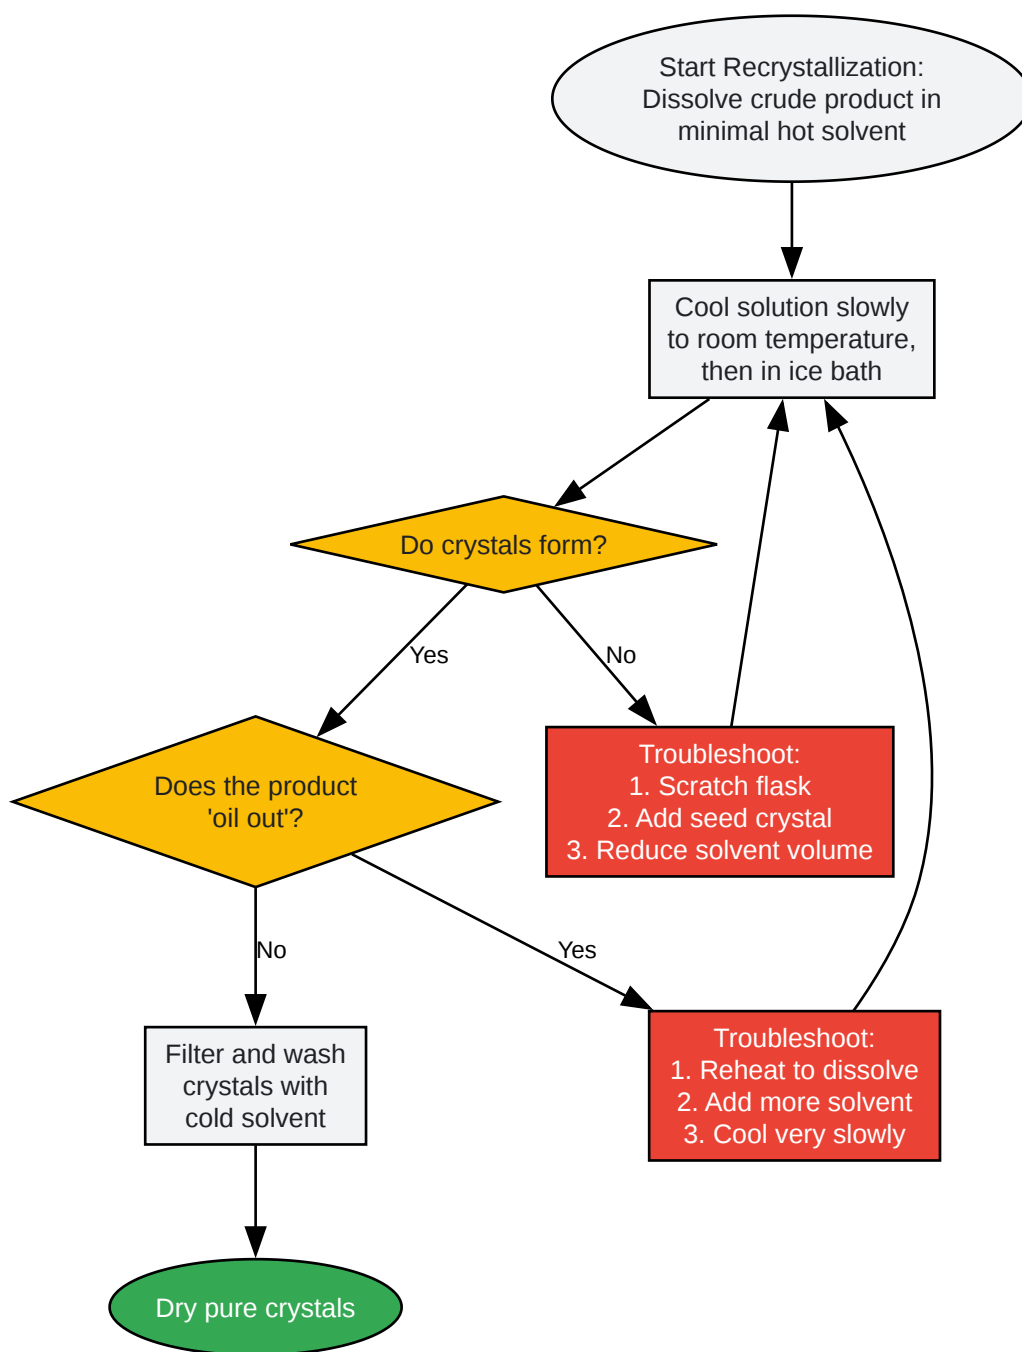 Start Recrystallization:
Dissolve crude product in
minimal hot solvent
Cool solution slowly
to room temperature,
then in ice bath
Do crystals form?
Yes
No
Does the product
'oil out'?
Troubleshoot:
1. Scratch flask
2. Add seed crystal
3. Reduce solvent volume
No
Yes
Filter and wash
crystals with
cold solvent
Troubleshoot:
1. Reheat to dissolve
2. Add more solvent
3. Cool very slowly
Dry pure crystals